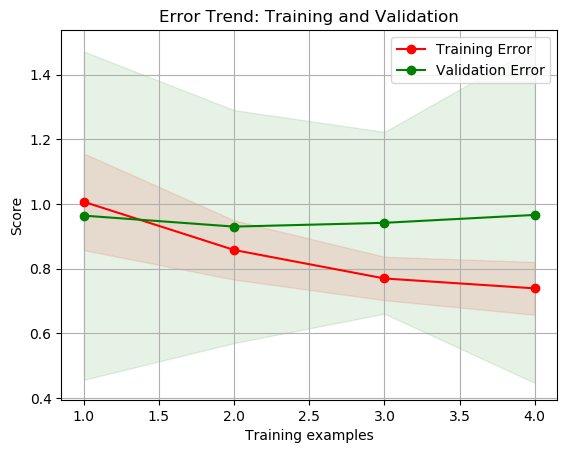 Error Trend: Training and Validation
Training Error
Validation Error
Score
1.4
1.2
1.0
0.8
0.6
0.4
1.0 1.5 2.0 2.5 3.0 3.5 4.0
Training examples